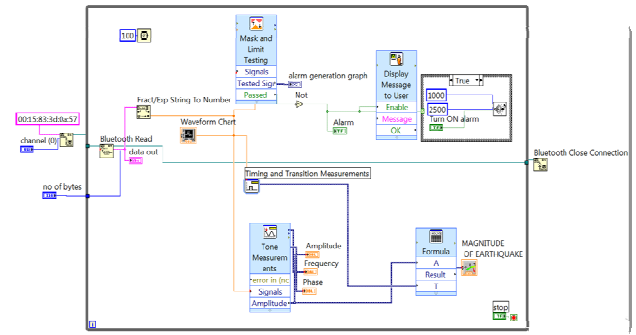 100
Mask and
Limit
Testing
Signals
Tested Sign
Passed
alarm generation graph
Not
Display
Message
to User
Enable
Message
OK
Alarm
True
1000
2500
Turn ON alarm
Fract/Exp String To Number
Waveform Chart
00:15:83:3d:0a:57
channel (0)
Bluetooth Read
data out
no of bytes
Bluetooth Close Connection
Timing and Transition Measurements
Tone
Measurem
ents
error in (nc
Signals
Amplitude
Amplitude
Frequency
Phase
Formula
A
Result
T
MAGNITUDE
OF EARTHQUAKE
stop
i